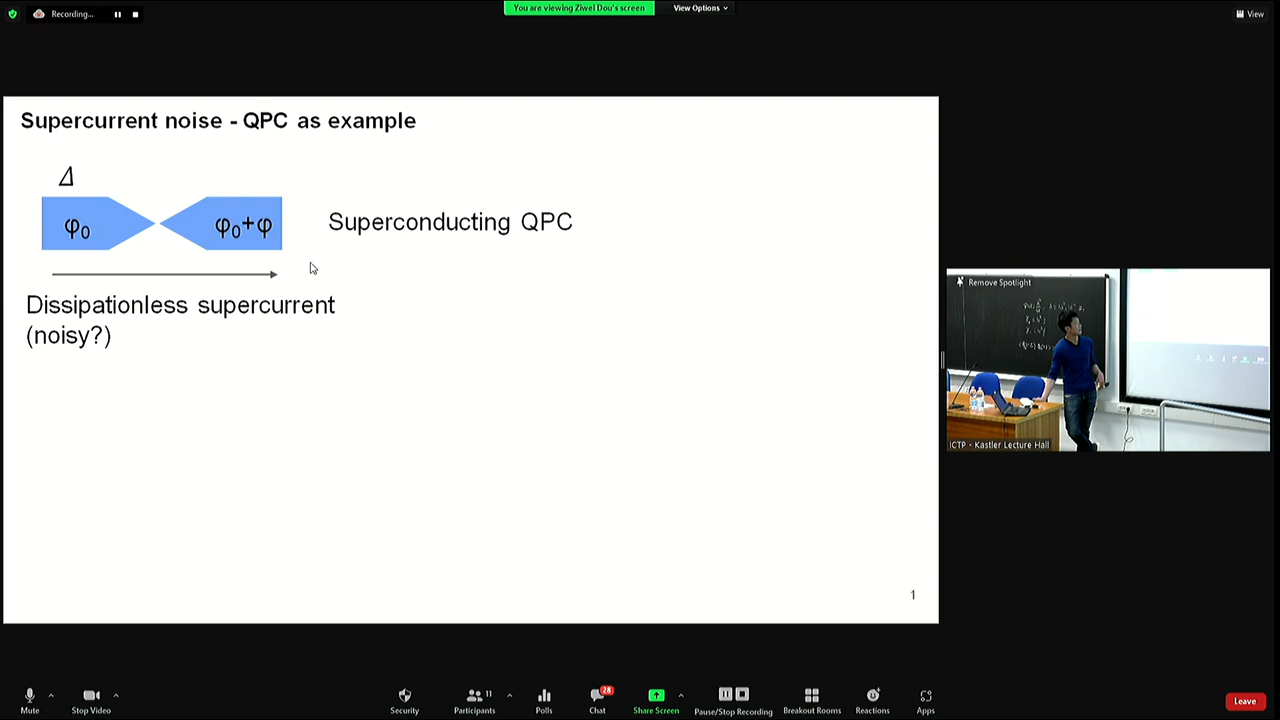 Recording...
You are viewing Ziwei Dou's screen
View Options
View
Supercurrent noise - QPC as example
Δ
φ₀
φ₀+φ
Superconducting QPC
Dissipationless supercurrent
(noisy?)
1
Remove Spotlight
ICTP - Kastler Lecture Hall
Mute
Stop Video
Security
Participants
11
Polls
Chat
28
Share Screen
Pause/Stop Recording
Breakout Rooms
Reactions
Apps
Leave